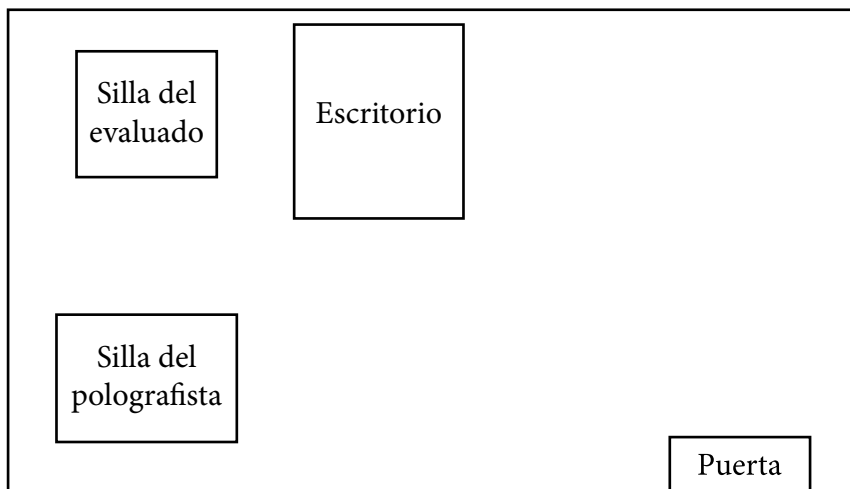 Silla del
evaluado
Escritorio
Silla del
polografista
Puerta